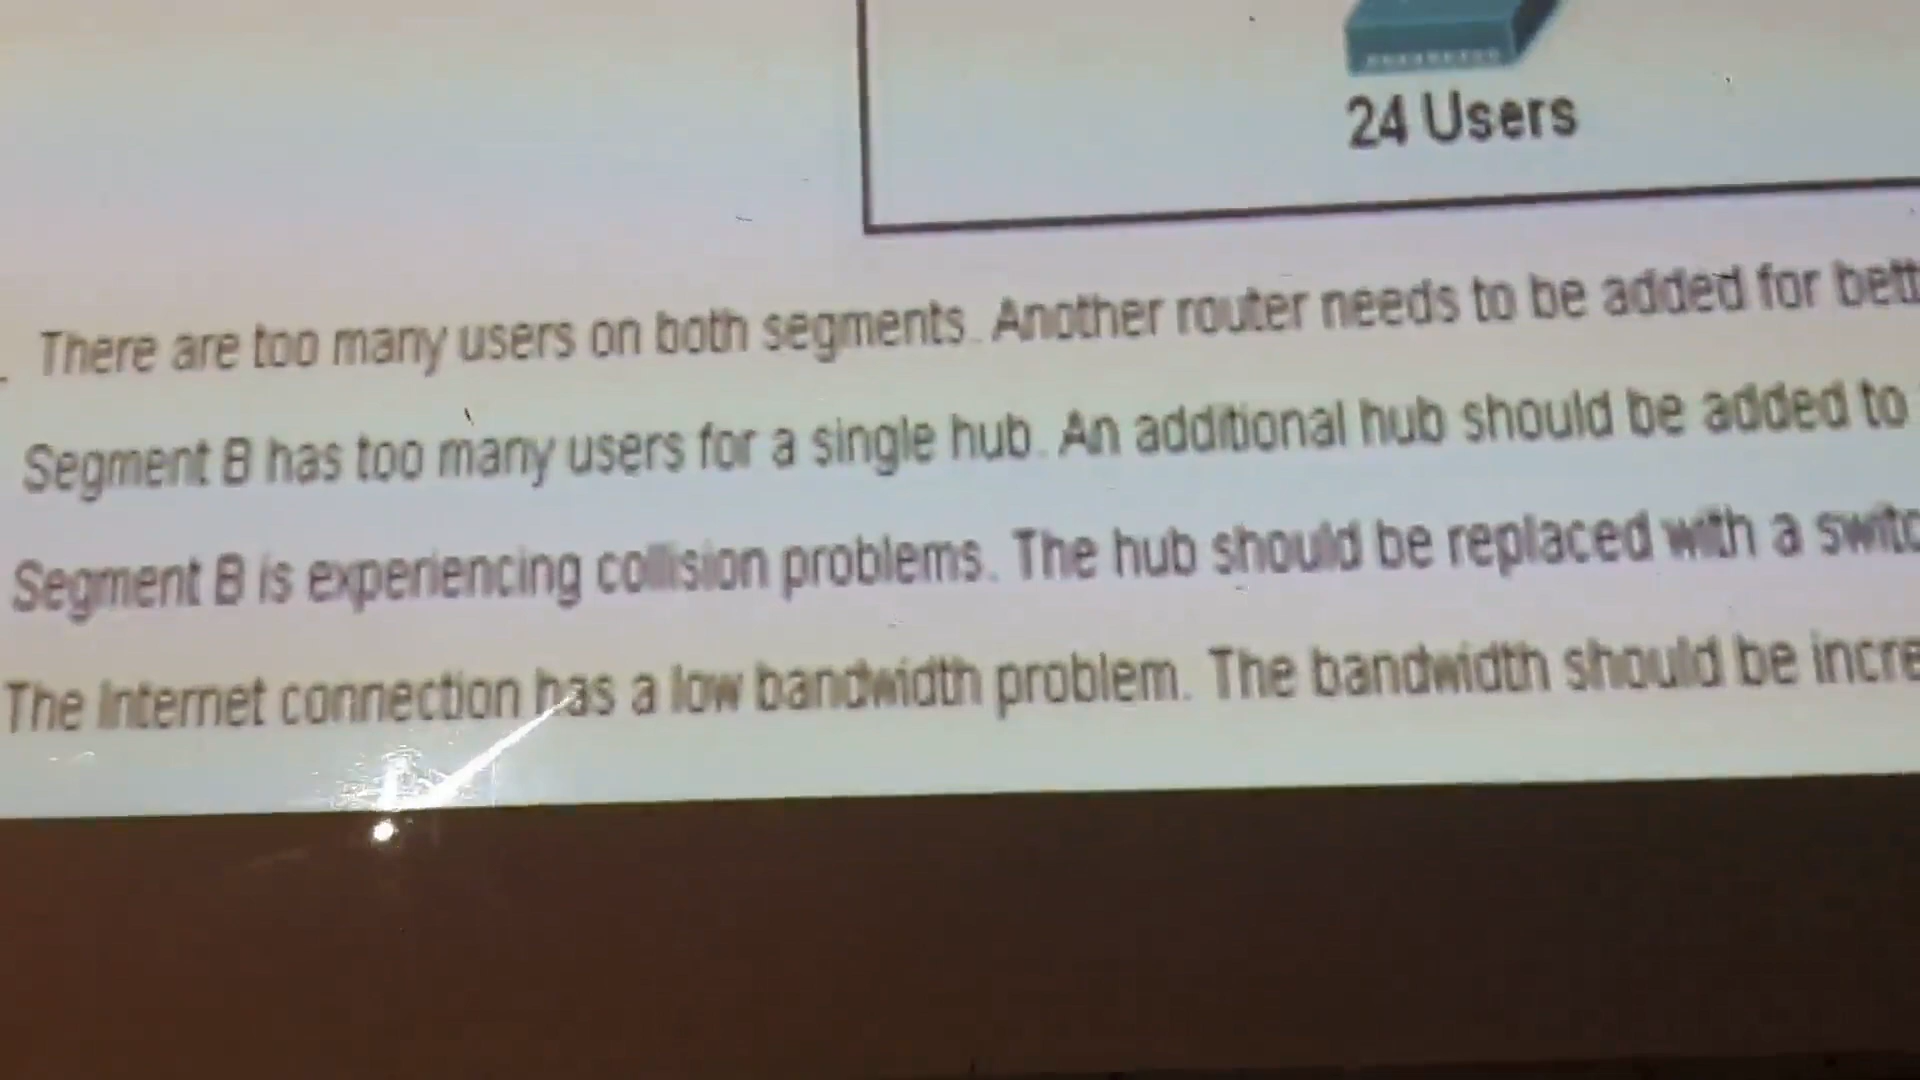 24 Users
There are too many users on both segments. Another router needs to be added for
Segment B has too many users for a single hub. An additional hub should be added to
Segment B is experiencing collision problems. The hub should be replaced with a
The Internet connection has a low bandwidth problem. The bandwidth should be